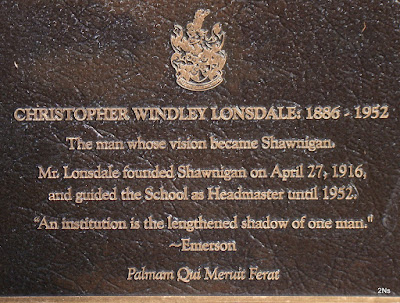 CHRISTOPHER WINDLEY LONSDALE: 1886 - 1952
The man whose vision became Shawnigan.
Mr. Lonsdale founded Shawnigan on April 27, 1916,
and guided the School as Headmaster until 1952.
"An institution is the lengthened shadow of one man."
~Emerson
Palmam Qui Meruit Ferat
2Ns